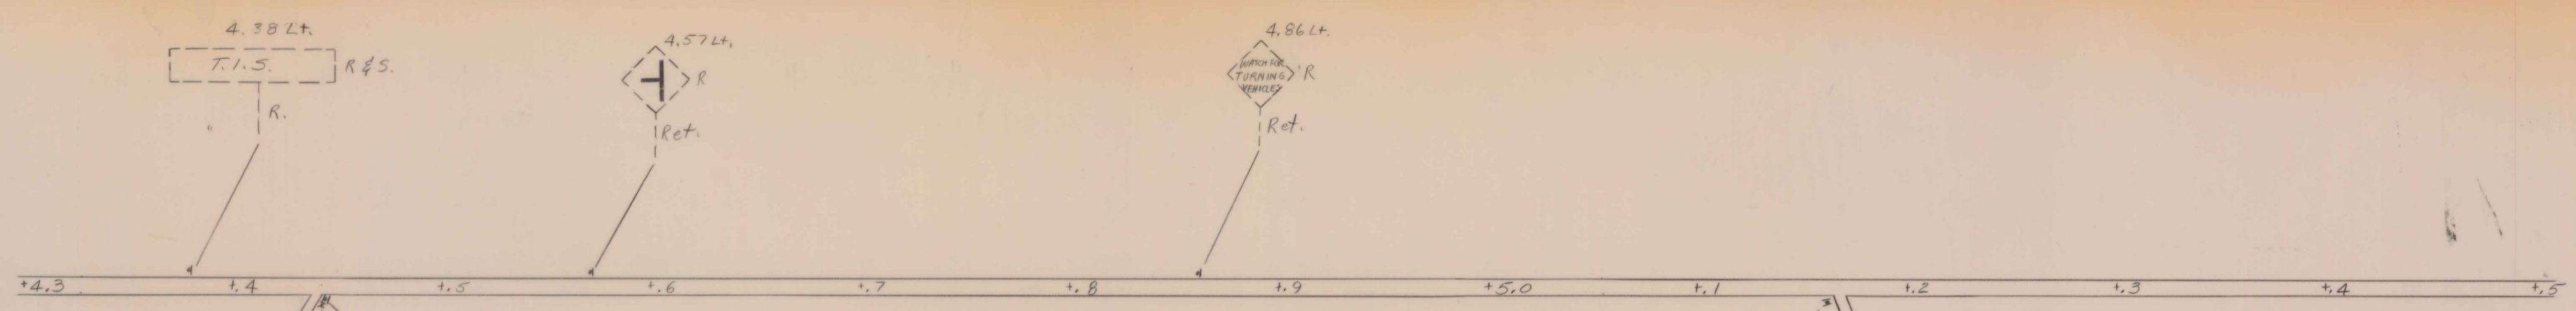 4.38 Lt.
T.I.S.
R & S.
R.
4.57 Lt.
R
Ret.
4.86 Lt.
WATCH FOR
TURNING
VEHICLES
R
Ret.
+4.3 +.4 +.5 +.6 +.7 +.8 +.9 +5.0 +.1 +.2 +.3 +.4 +.5